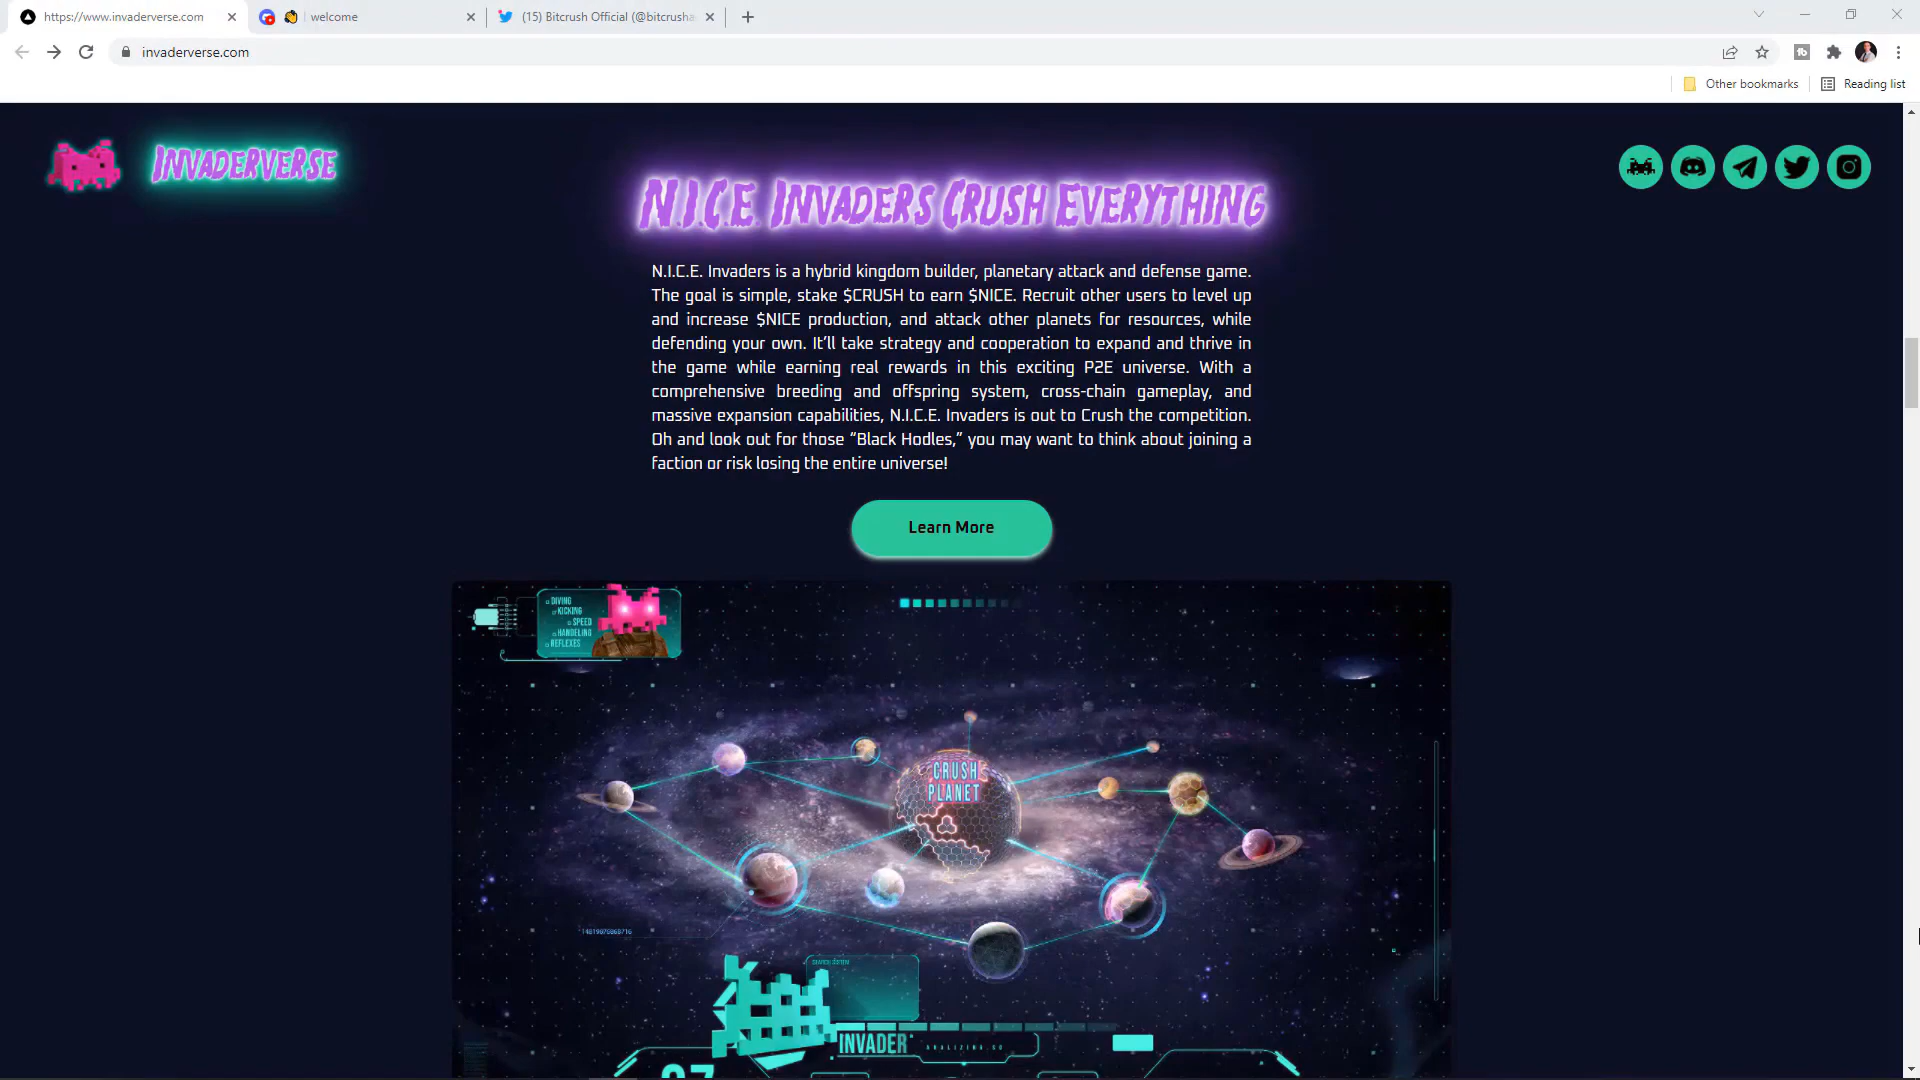 https://www.invaderverse.com
welcome
(15) Bitcrush Official (@bitcrusha
invaderverse.com
Other bookmarks
Reading list
INVADERVERSE
N.I.C.E. INVADERS CRUSH EVERYTHING
N.I.C.E. Invaders is a hybrid kingdom builder, planetary attack and defense game.
The goal is simple, stake $CRUSH to earn $NICE. Recruit other users to level up
and increase $NICE production, and attack other planets for resources, while
defending your own. It’ll take strategy and cooperation to expand and thrive in
the game while earning real rewards in this exciting P2E universe. With a
comprehensive breeding and offspring system, cross-chain gameplay, and
massive expansion capabilities, N.I.C.E. Invaders is out to Crush the competition.
Oh and look out for those “Black Hodles,” you may want to think about joining a
faction or risk losing the entire universe!
Learn More
DIVING
KICKING
SPEED
HANDELING
REFLEXES
CRUSH
PLANET
INVADER
ANALIZING.GO